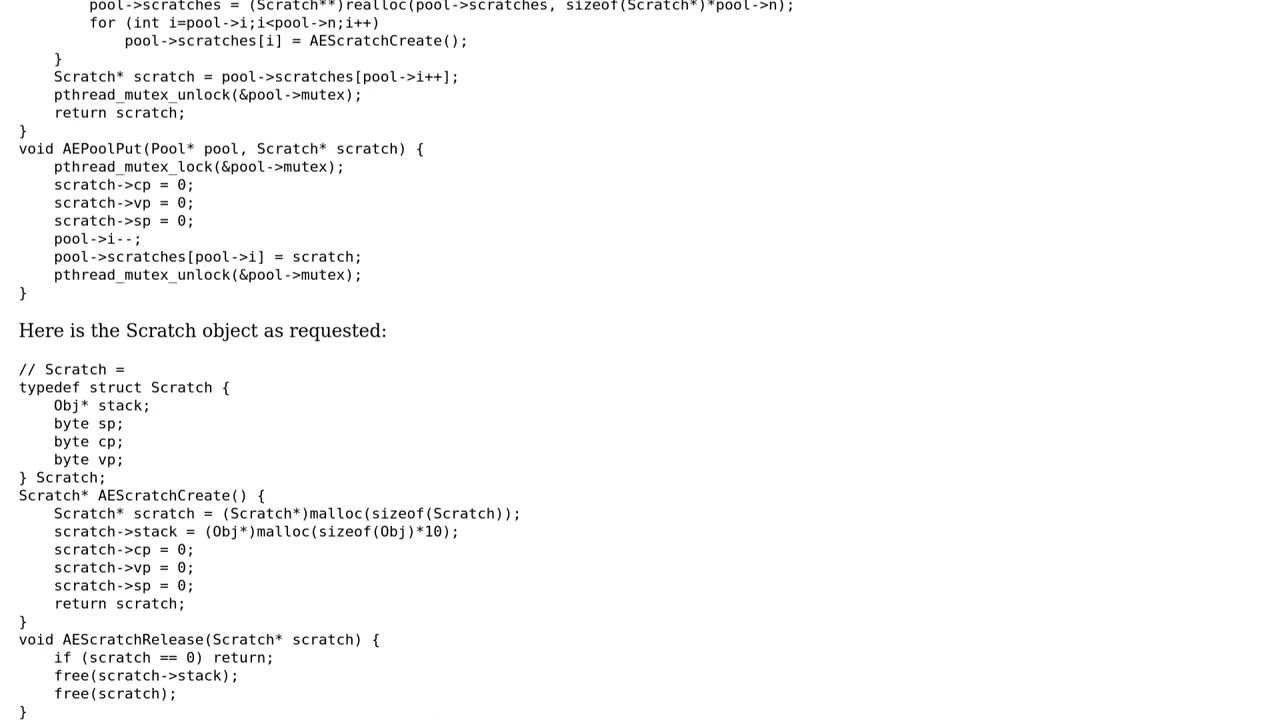 pool->scratches = (Scratch**)realloc(pool->scratches, sizeof(Scratch*)*pool->n);
for (int i=pool->i;i<pool->n;i++)
pool->scratches[i] = AEScratchCreate();
}
Scratch* scratch = pool->scratches[pool->i++];
pthread_mutex_unlock(&pool->mutex);
return scratch;
}
void AEPoolPut(Pool* pool, Scratch* scratch) {
pthread_mutex_lock(&pool->mutex);
scratch->cp = 0;
scratch->vp = 0;
scratch->sp = 0;
pool->i--;
pool->scratches[pool->i] = scratch;
pthread_mutex_unlock(&pool->mutex);
}
Here is the Scratch object as requested:
// Scratch =
typedef struct Scratch {
Obj* stack;
byte sp;
byte cp;
byte vp;
} Scratch;
Scratch* AEScratchCreate() {
Scratch* scratch = (Scratch*)malloc(sizeof(Scratch));
scratch->stack = (Obj*)malloc(sizeof(Obj)*10);
scratch->cp = 0;
scratch->vp = 0;
scratch->sp = 0;
return scratch;
}
void AEScratchRelease(Scratch* scratch) {
if (scratch == 0) return;
free(scratch->stack);
free(scratch);
}